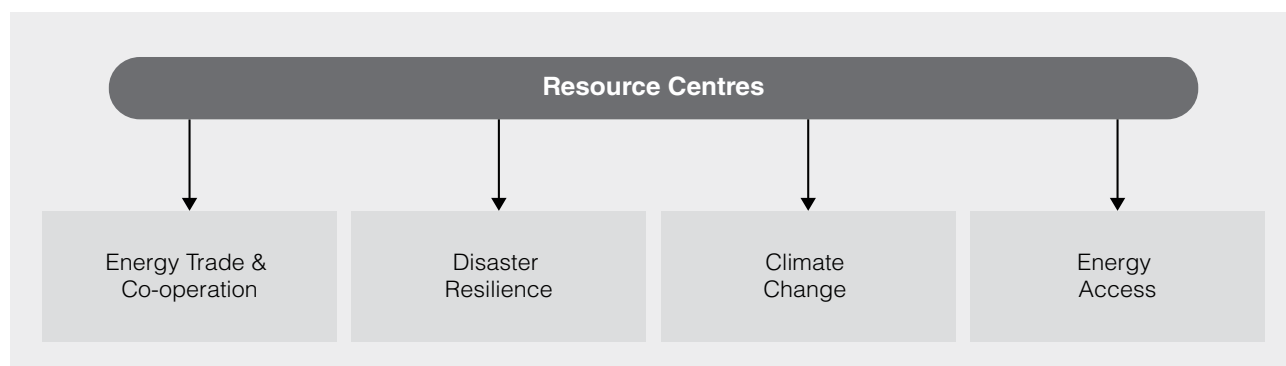 Resource Centres
Energy Trade &
Co-operation
Disaster
Resilience
Climate
Change
Energy
Access